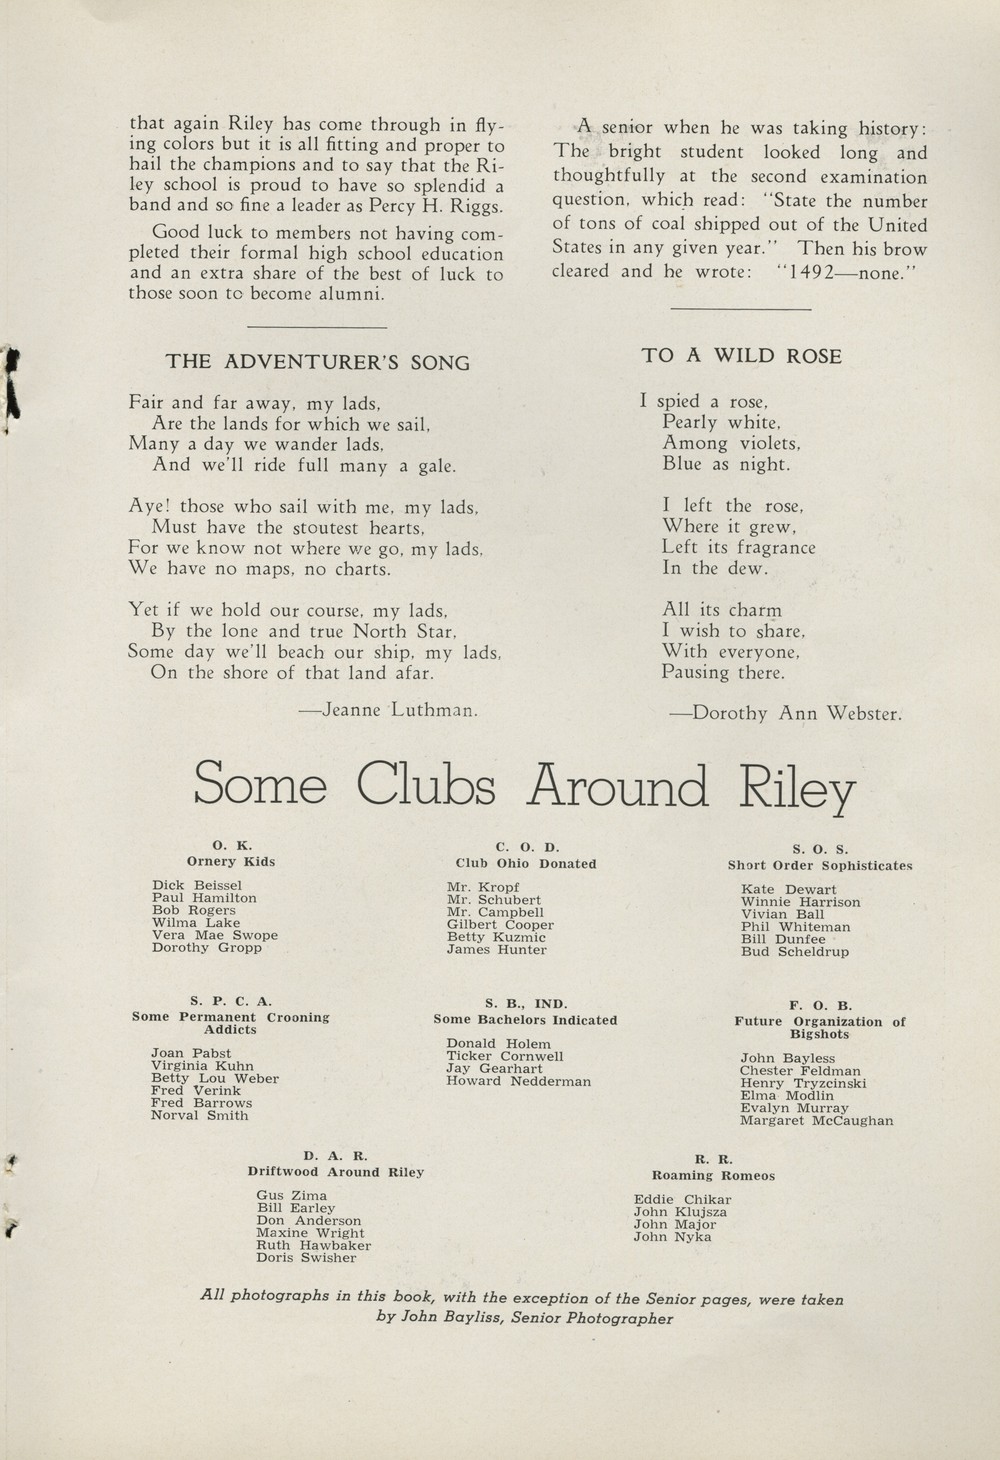 that again Riley has come through in fly-
ing colors but it is all fitting and proper to
hail the champions and to say that the Ri-
ley school is proud to have so splendid a
band and so fine a leader as Percy H. Riggs.
Good luck to members not having com-
pleted their formal high school education
and an extra share of the best of luck to
those soon to become alumni.
THE ADVENTURER'S SONG
Fair and far away, my lads,
Are the lands for which we sail,
Many a day we wander lads,
And we'll ride full many a gale.
Aye! those who sail with me, my lads,
Must have the stoutest hearts,
For we know not where we go, my lads,
We have no maps, no charts.
Yet if we hold our course, my lads,
By the lone and true North Star,
Some day we'll beach our ship, my lads,
On the shore of that land afar.
—Jeanne Luthman.
A senior when he was taking history:
The bright student looked long and
thoughtfully at the second examination
question, which read: "State the number
of tons of coal shipped out of the United
States in any given year." Then his brow
cleared and he wrote: "1492—none."
TO A WILD ROSE
I spied a rose,
Pearly white,
Among violets,
Blue as night.
I left the rose,
Where it grew,
Left its fragrance
In the dew.
All its charm
I wish to share,
With everyone,
Pausing there.
—Dorothy Ann Webster.
Some Clubs Around Riley
O. K.
Ornery Kids
Dick Beissel
Paul Hamilton
Bob Rogers
Wilma Lake
Vera Mae Swope
Dorothy Gropp
C. O. D.
Club Ohio Donated
Mr. Kropf
Mr. Schubert
Mr. Campbell
Gilbert Cooper
Betty Kuzmic
James Hunter
S. O. S.
Short Order Sophisticates
Kate Dewart
Winnie Harrison
Vivian Ball
Phil Whiteman
Bill Dunfee
Bud Scheldrup
S. P. C. A.
Some Permanent Crooning
Addicts
Joan Pabst
Virginia Kuhn
Betty Lou Weber
Fred Verink
Fred Barrows
Norval Smith
S. B., IND.
Some Bachelors Indicated
Donald Holem
Ticker Cornwell
Jay Gearhart
Howard Nedderman
F. O. B.
Future Organization of
Bigshots
John Bayless
Chester Feldman
Henry Tryzcinski
Elma Modlin
Evalyn Murray
Margaret McCaughan
D. A. R.
Driftwood Around Riley
Gus Zima
Bill Earley
Don Anderson
Maxine Wright
Ruth Hawbaker
Doris Swisher
R. R.
Roaming Romeos
Eddie Chikar
John Klujsza
John Major
John Nyka
All photographs in this book, with the exception of the Senior pages, were taken
by John Bayliss, Senior Photographer